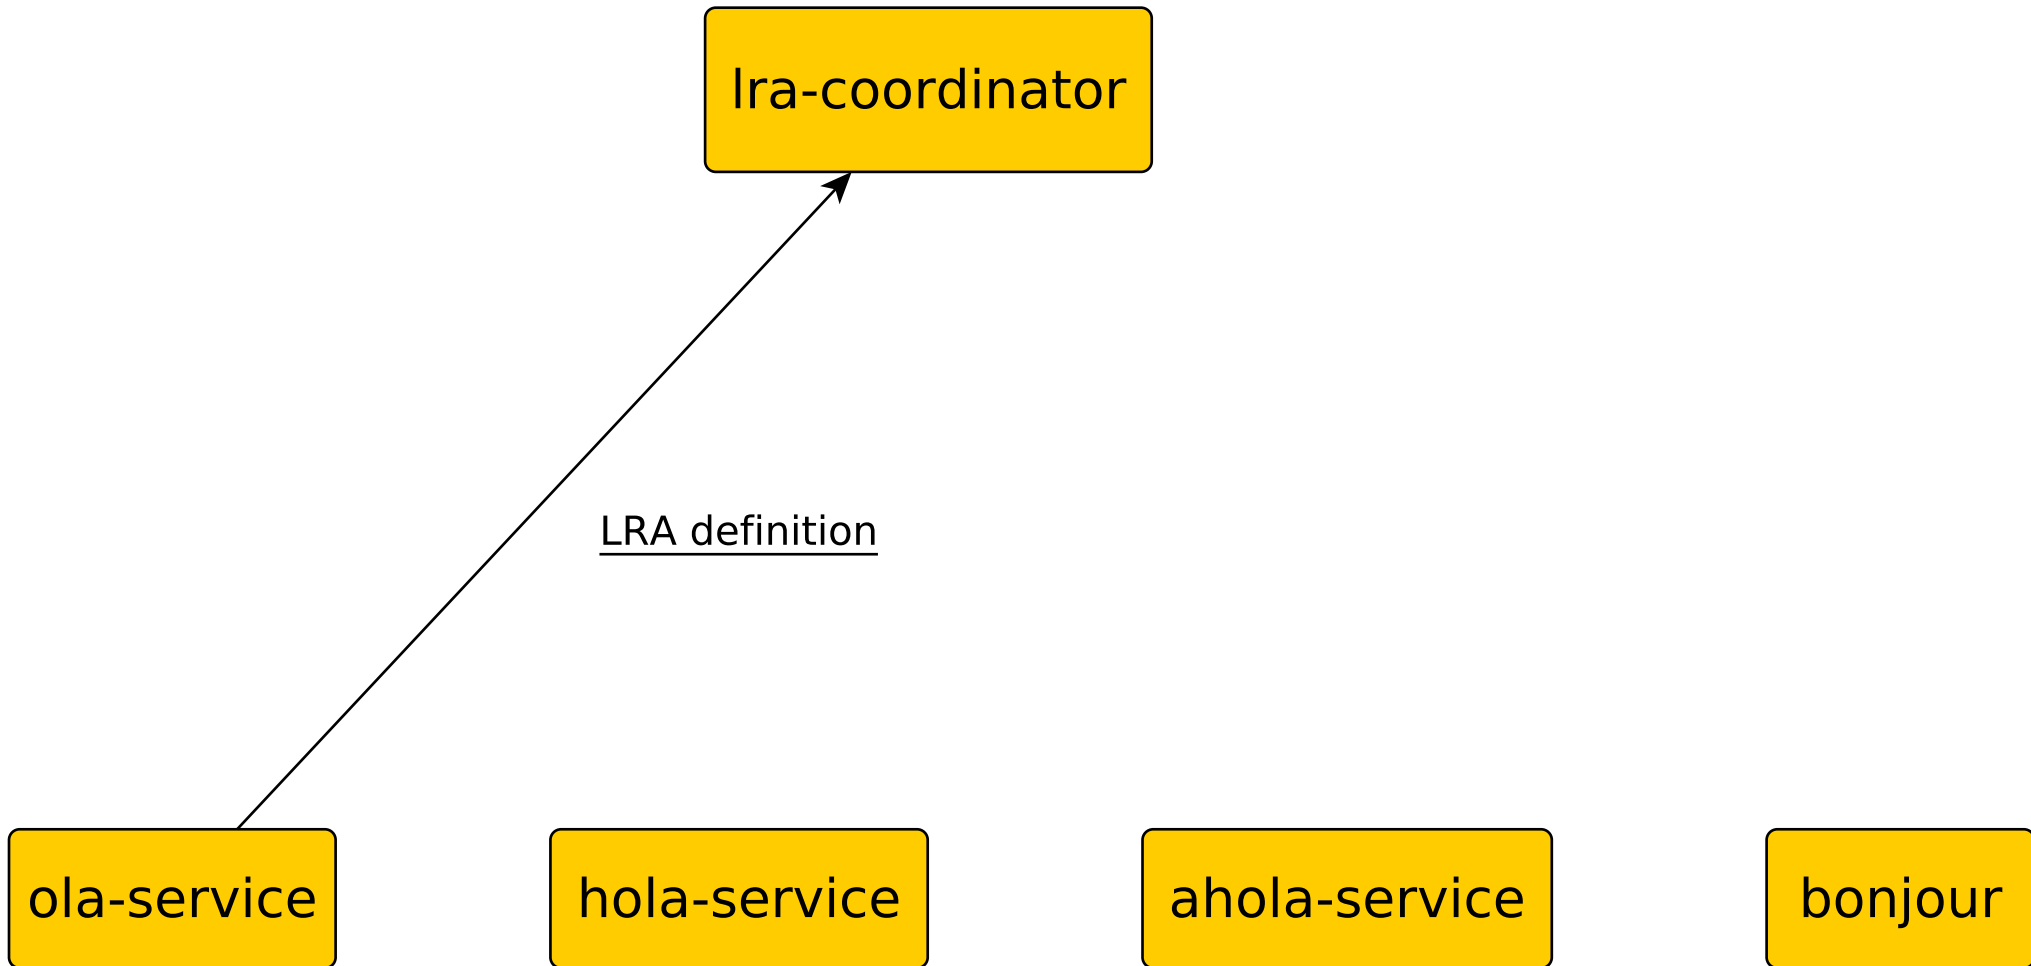 lra-coordinator
LRA definition
ola-service
hola-service
ahola-service
bonjour